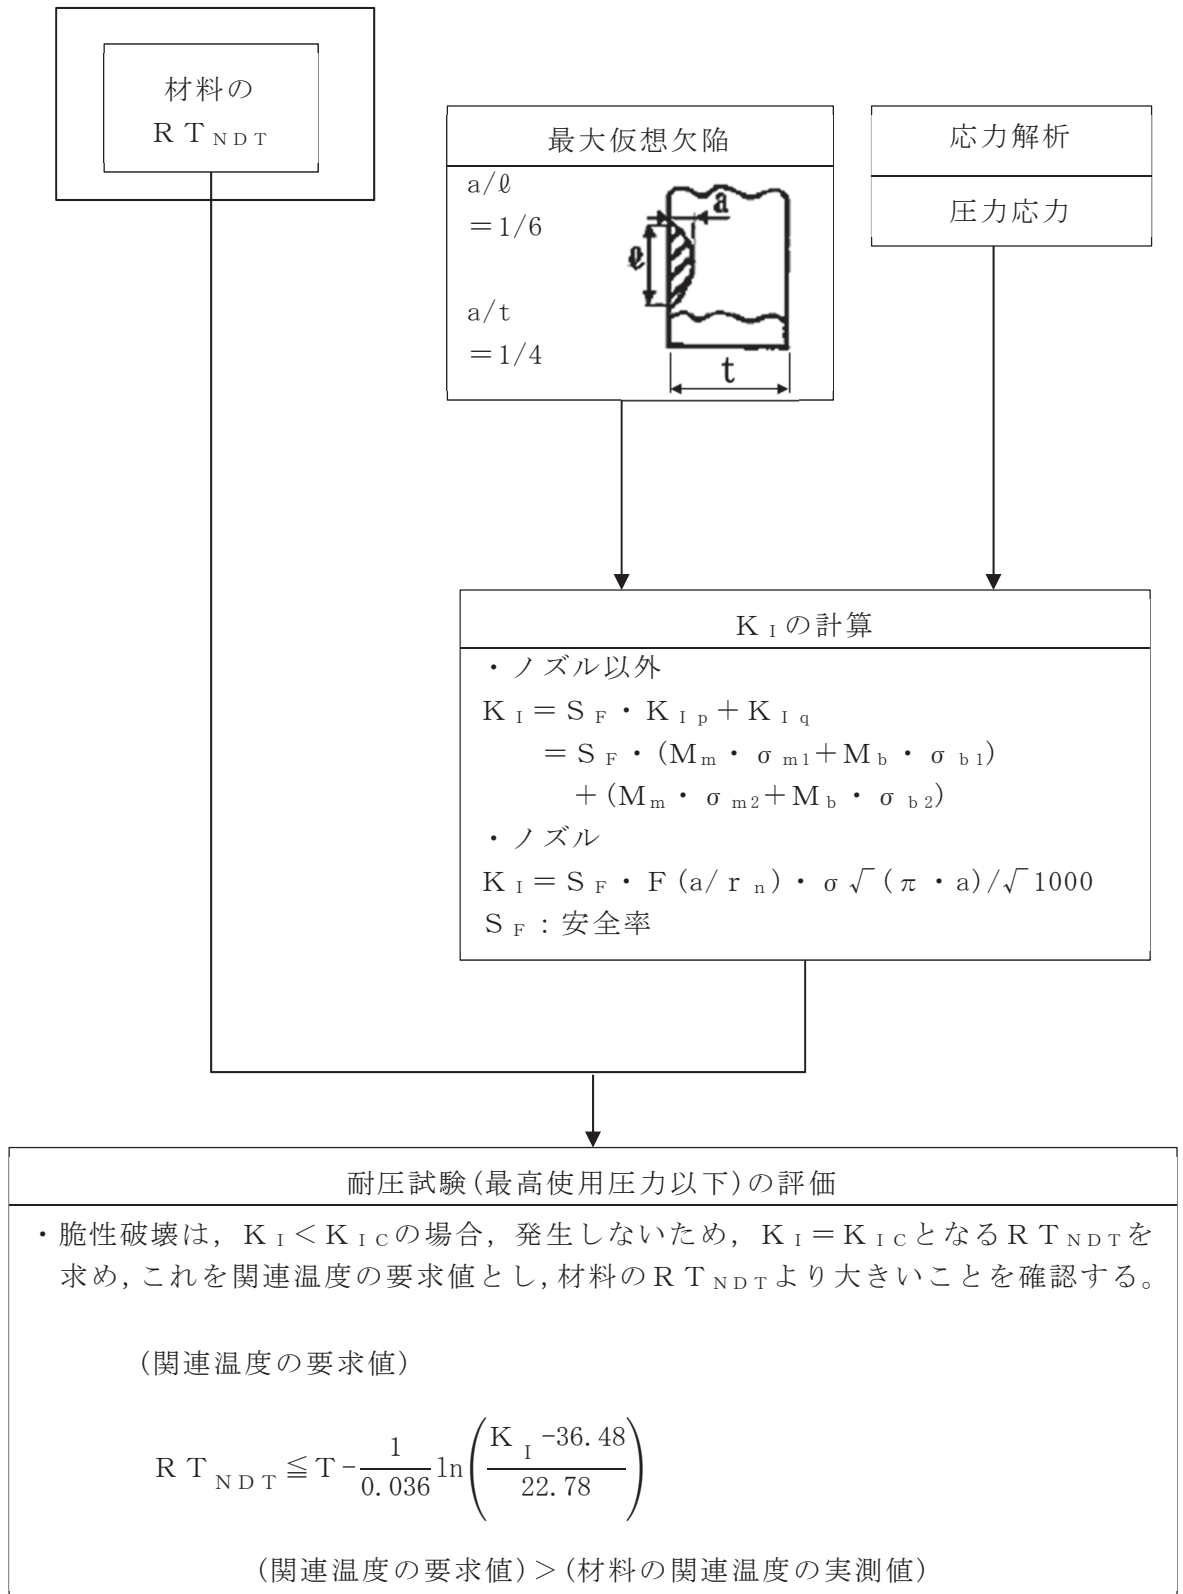 材料の
ＲＴNDT
最大仮想欠陥
a/ℓ
＝1/6
a/t
＝1/4
a
ℓ
t
応力解析
圧力応力
ＫIの計算
・ノズル以外
ＫI＝ＳF・ＫIp＋ＫIq
＝ＳF・(Ｍm・σm1＋Ｍb・σb1)
＋(Ｍm・σm2＋Ｍb・σb2)
・ノズル
ＫI＝ＳF・Ｆ(a/rn)・σ√(π・a)/√1000
ＳF:安全率
耐圧試験(最高使用圧力以下)の評価
・脆性破壊は，ＫI＜ＫICの場合，発生しないため，ＫI＝ＫICとなるＲＴNDTを
求め,これを関連温度の要求値とし,材料のＲＴNDTより大きいことを確認する。
(関連温度の要求値)
ＲＴNDT≦Ｔ-1/0.036 ln(ＫI-36.48/22.78)
(関連温度の要求値)＞(材料の関連温度の実測値)